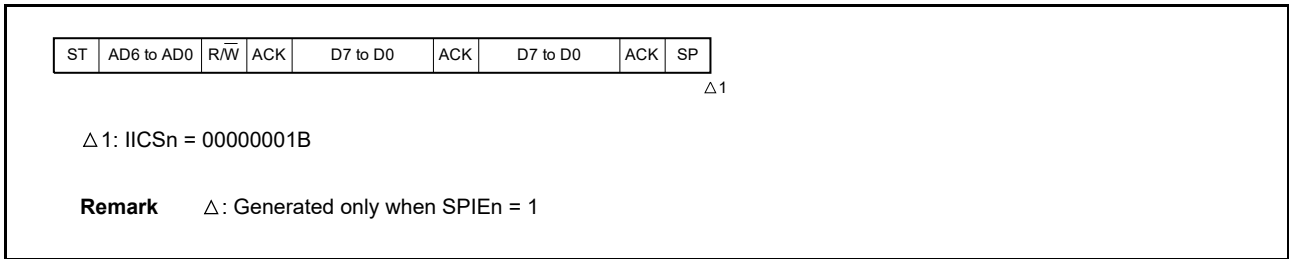 ST AD6 to AD0 R/W̅ ACK D7 to D0 ACK D7 to D0 ACK SP
△1
△1: IICSn = 00000001B
Remark △: Generated only when SPIEn = 1